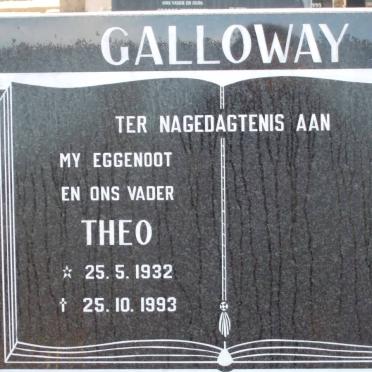 GALLOWAY
TER NAGEDAGTENIS AAN
MY EGGENOOT
EN ONS VADER
THEO
☆ 25. 5. 1932
† 25. 10. 1993